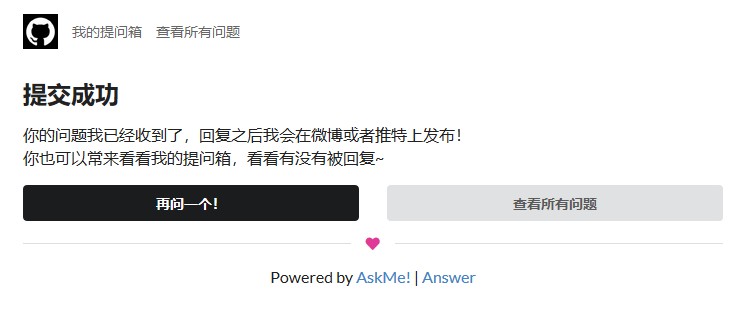 我的提问箱 查看所有问题
提交成功
你的问题我已经收到了，回复之后我会在微博或者推特上发布！
你也可以常来看看我的提问箱，看看有没有被回复~
再问一个！ 查看所有问题
Powered by AskMe! | Answer